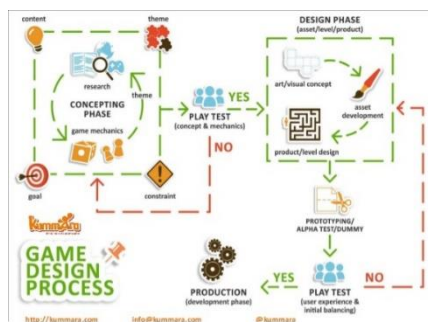 content
theme
research
CONCEPTING
PHASE
theme
game mechanics
goal
constraint
PLAY TEST
(concept & mechanics)
YES
NO
DESIGN PHASE
(asset/level/product)
art/visual concept
asset
development
product/level design
PROTOTYPING/
ALPHA TEST/DUMMY
PLAY TEST
(user experience &
initial balancing)
NO
YES
PRODUCTION
(development phase)
Kummara
GAME
DESIGN
PROCESS
http://kummara.com
info@kummara.com
@kummara